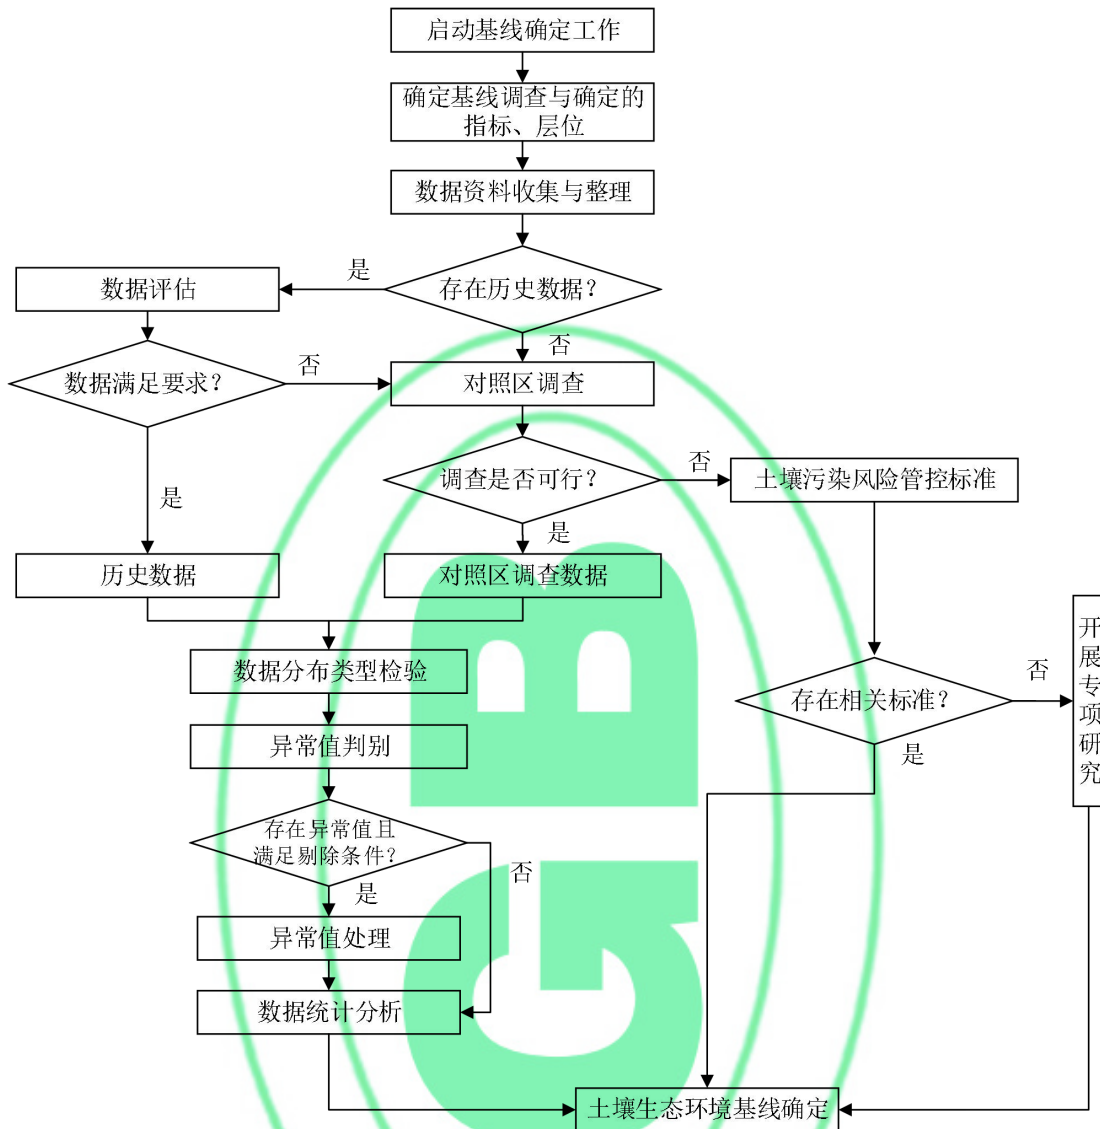 启动基线确定工作
确定基线调查与确定的
指标、层位
数据资料收集与整理
存在历史数据?
是
数据评估
否
数据满足要求?
否
对照区调查
调查是否可行?
否
土壤污染风险管控标准
是
是
历史数据
对照区调查数据
数据分布类型检验
存在相关标准?
否
开
展
专
项
研
究
是
异常值判别
存在异常值且
满足剔除条件?
否
是
异常值处理
数据统计分析
土壤生态环境基线确定
GB